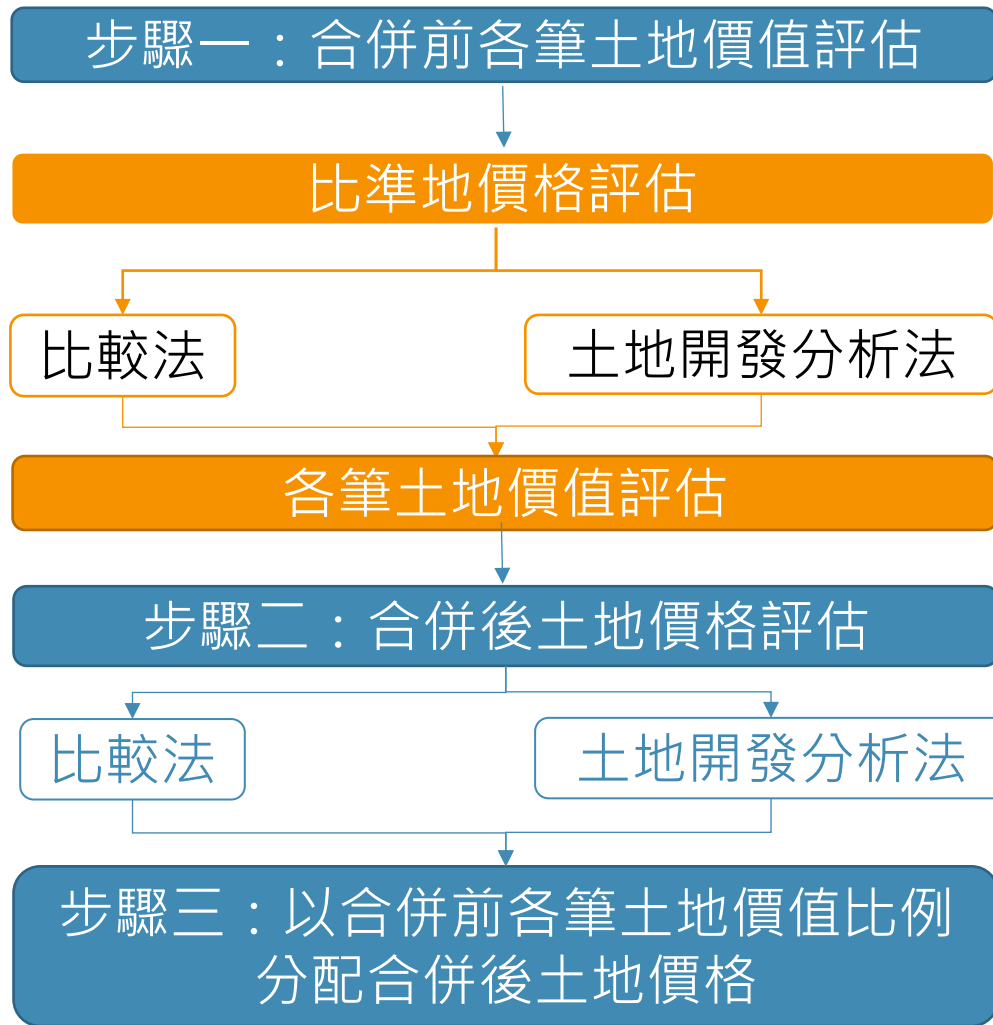 步驟一：合併前各筆土地價值評估
比準地價格評估
比較法
土地開發分析法
各筆土地價值評估
步驟二：合併後土地價格評估
比較法
土地開發分析法
步驟三：以合併前各筆土地價值比例
分配合併後土地價格